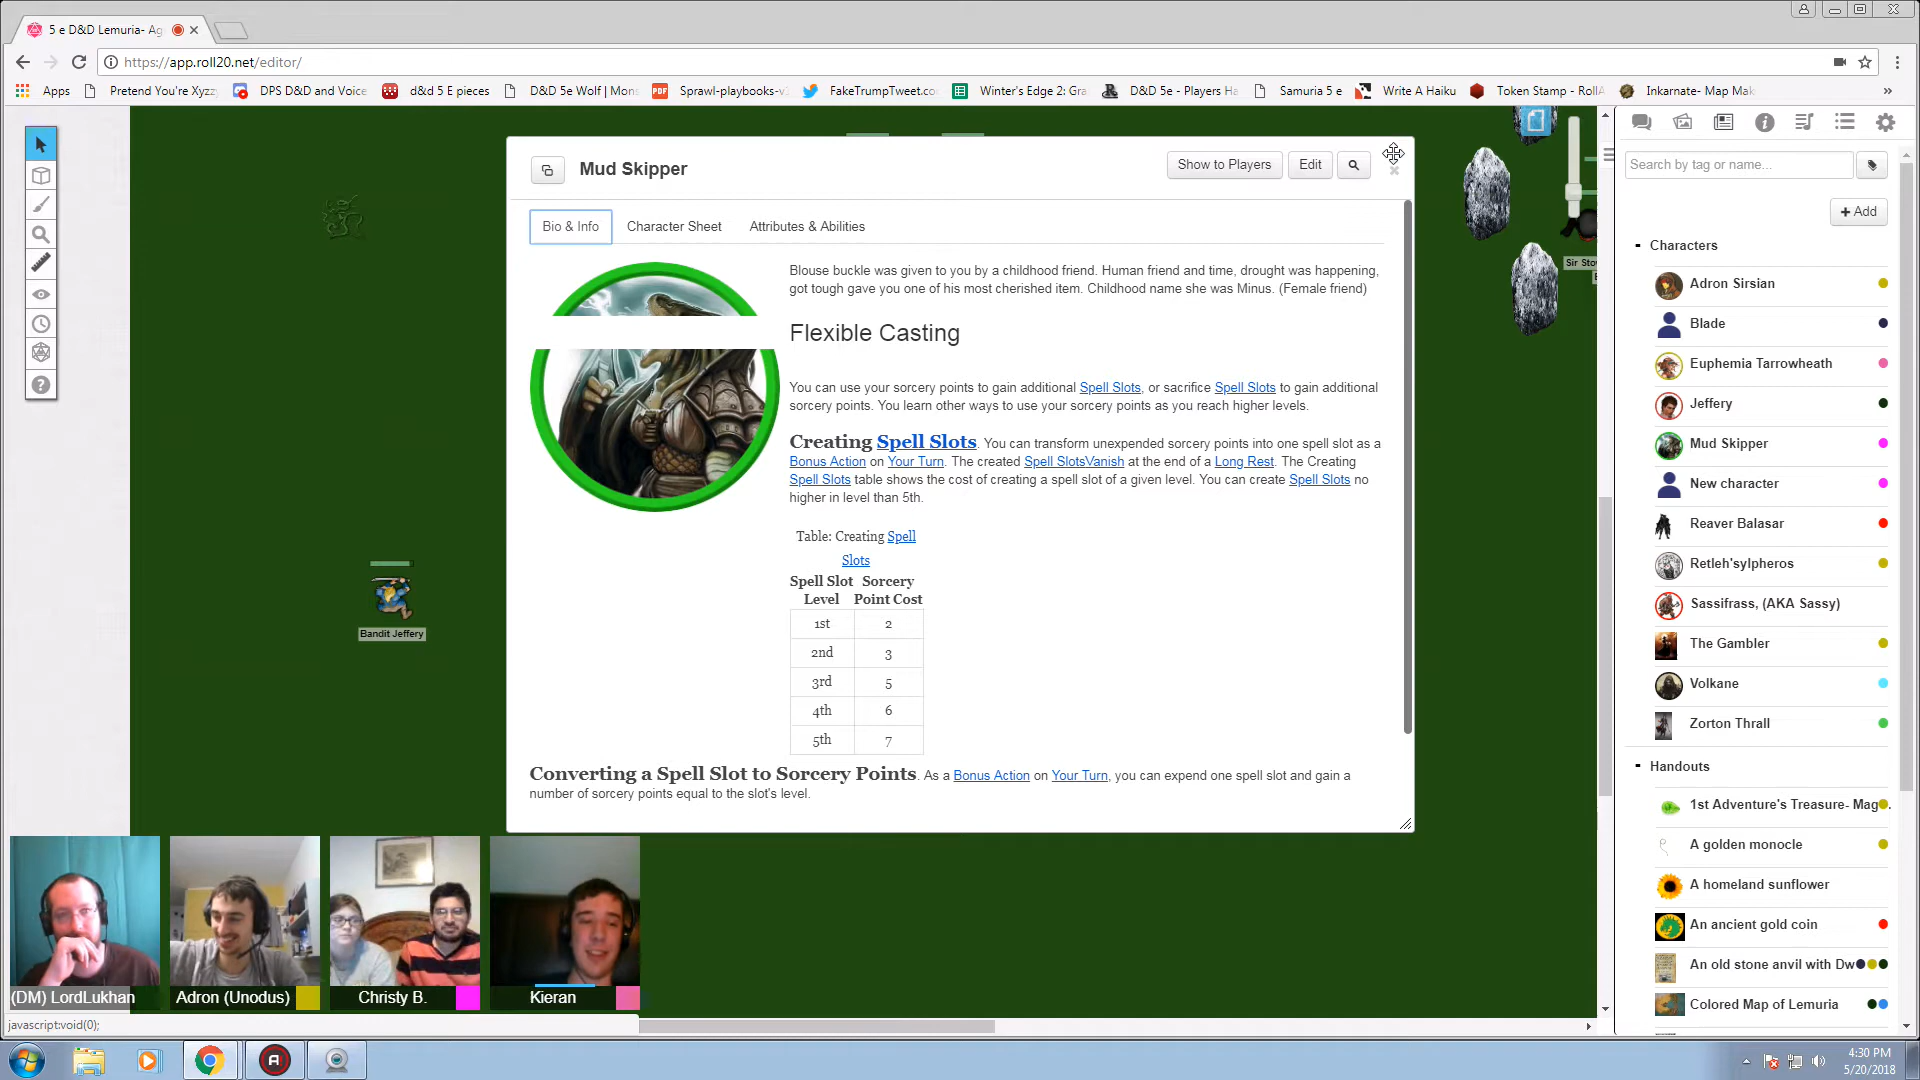 5 e D&D Lemuria- Ag
https://app.roll20.net/editor/
Apps
Pretend You're Xyzz
DPS D&D and Voice
d&d 5 E pieces
D&D 5e Wolf | Mons
PDF
Sprawl-playbooks-v
FakeTrumpTweet.co
Winter's Edge 2: Gra
D&D 5e - Players Ha
Samuria 5 e
Write A Haiku
Token Stamp - RollA
Inkarnate- Map Mak
»
Mud Skipper
Show to Players
Edit
Bio & Info
Character Sheet
Attributes & Abilities
Blouse buckle was given to you by a childhood friend. Human friend and time, drought was happening,
got tough gave you one of his most cherished item. Childhood name she was Minus. (Female friend)
Flexible Casting
You can use your sorcery points to gain additional Spell Slots, or sacrifice Spell Slots to gain additional
sorcery points. You learn other ways to use your sorcery points as you reach higher levels.
Creating Spell Slots. You can transform unexpended sorcery points into one spell slot as a
Bonus Action on Your Turn. The created Spell SlotsVanish at the end of a Long Rest. The Creating
Spell Slots table shows the cost of creating a spell slot of a given level. You can create Spell Slots no
higher in level than 5th.
Table: Creating Spell
Slots
Spell Slot Sorcery
Level Point Cost
1st 2
2nd 3
3rd 5
4th 6
5th 7
Converting a Spell Slot to Sorcery Points. As a Bonus Action on Your Turn, you can expend one spell slot and gain a
number of sorcery points equal to the slot's level.
Bandit Jeffery
Sir Sto
Search by tag or name...
+ Add
Characters
Adron Sirsian
Blade
Euphemia Tarrowheath
Jeffery
Mud Skipper
New character
Reaver Balasar
Retleh'sylpheros
Sassifrass, (AKA Sassy)
The Gambler
Volkane
Zorton Thrall
Handouts
1st Adventure's Treasure- Mag
A golden monocle
A homeland sunflower
An ancient gold coin
An old stone anvil with Dw
Colored Map of Lemuria
(DM) LordLukhan
Adron (Unodus)
Christy B.
Kieran
javascript:void(0);
4:30 PM
5/20/2018